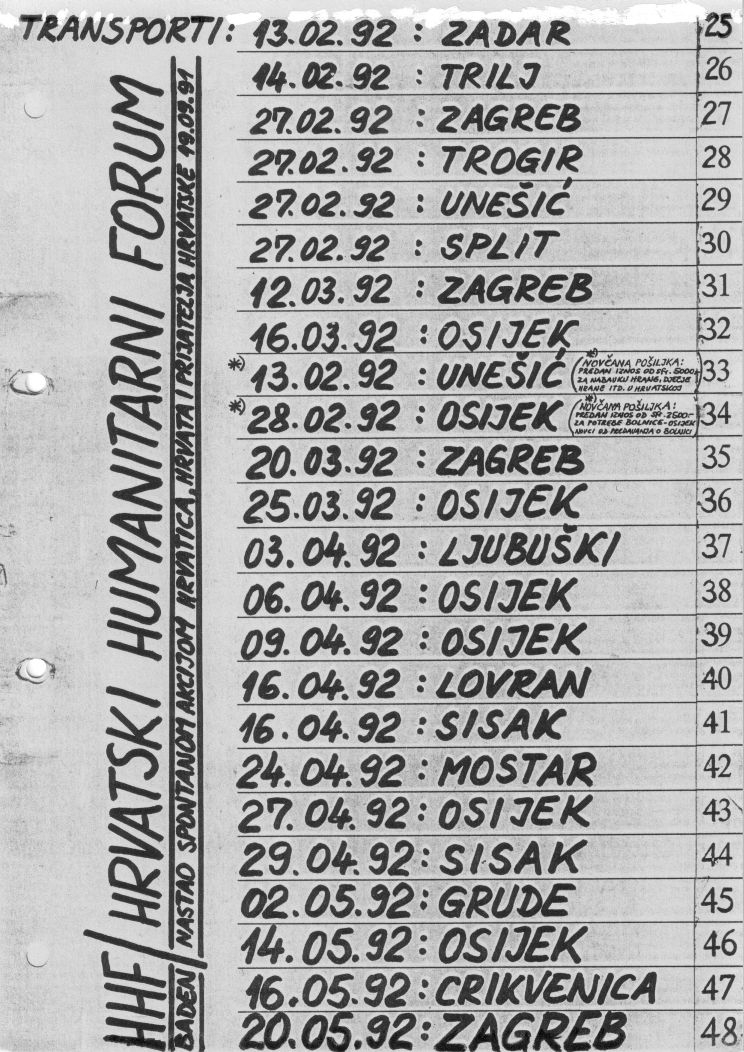 TRANSPORTI: 13.02.92 : ZADAR 25
14.02.92 : TRILJ 26
27.02.92 : ZAGREB 27
27.02.92 : TROGIR 28
27.02.92 : UNEŠIĆ 29
27.02.92 : SPLIT 30
12.03.92 : ZAGREB 31
16.03.92 : OSIJEK 32
*) 13.02.92 : UNEŠIĆ 33
*)
(NOVČANA POŠILJKA:
PREDAN IZNOS OD SFr. 5000.-
ZA NABAVKU HRANE, DJEČJE
HRANE ITD. U HRVATSKOJ)
*) 28.02.92 : OSIJEK 34
*)
(NOVČANA POŠILJKA:
PREDAN IZNOS OD SFr. 2500.-
ZA POTREBE BOLNICE-OSIJEK
NOVCI OD PREDAVANJA O BOLNICI)
20.03.92 : ZAGREB 35
25.03.92 : OSIJEK 36
03.04.92 : LJUBUŠKI 37
06.04.92 : OSIJEK 38
09.04.92 : OSIJEK 39
16.04.92 : LOVRAN 40
16.04.92 : SISAK 41
24.04.92 : MOSTAR 42
27.04.92 : OSIJEK 43
29.04.92 : SISAK 44
02.05.92 : GRUDE 45
14.05.92 : OSIJEK 46
16.05.92 : CRIKVENICA 47
20.05.92 : ZAGREB 48
HHF/HRVATSKI HUMANITARNI FORUM
BADEN/NASTAO SPONTANOM AKCIJOM HRVATICA, HRVATA I PRIJATELJA HRVATSKE 19.09.91